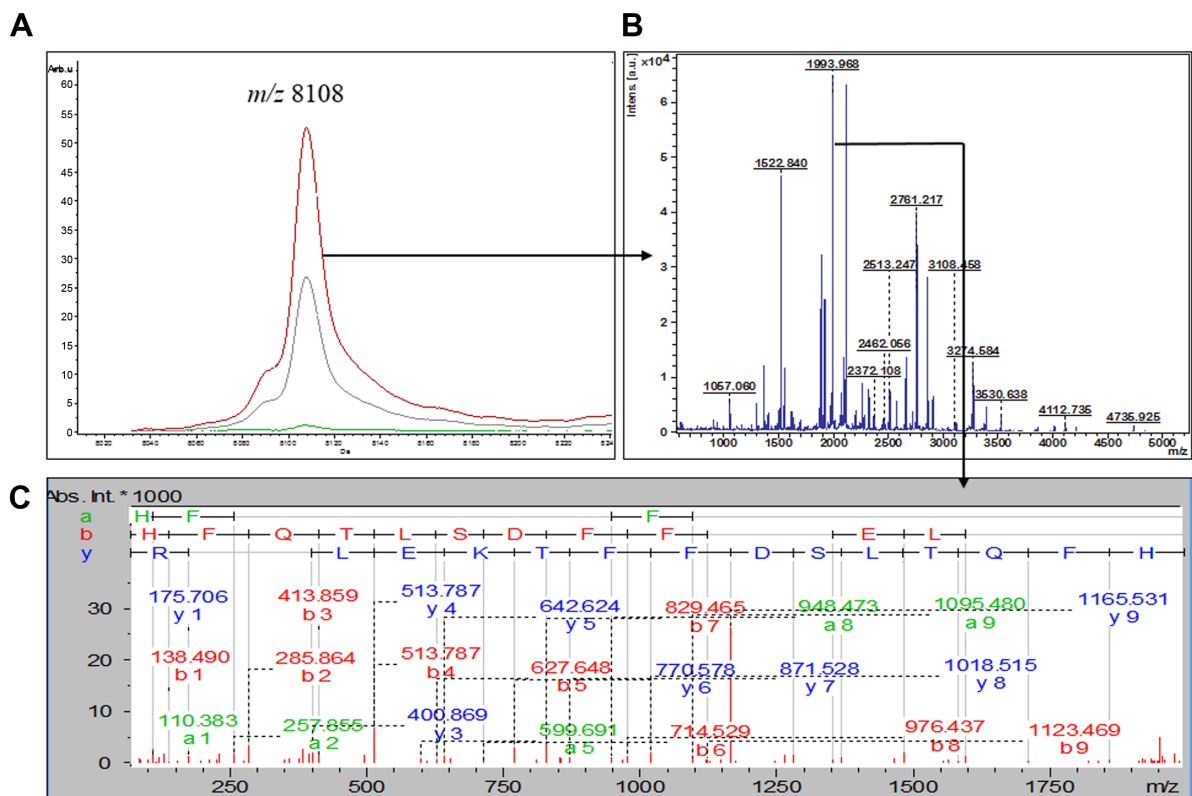 A
B
Arb.u
m/z 8108
60
55
50
45
40
35
30
25
20
15
10
5
0
8120
8140
8160
8180
8200
8220
824
Da
Intens. [a.u.]
x10⁴
6
5
4
3
2
1
0
1993.968
1522.840
2761.217
2513.247
3108.458
2462.056
2372.108
3274.584
1057.060
3530.638
4112.735
4735.925
1000 1500 2000 2500 3000 3500 4000 4500 5000
m/z
C
Abs. Int. * 1000
a H F F
b H F Q T L S D F F E L
y R L E K T F F D S L T Q F H
30
20
10
0
175.706
y 1
413.859
b 3
513.787
y 4
642.624
y 5
829.465
b 7
948.473
a 8
1095.480
a 9
1165.531
y 9
138.490
b 1
285.864
b 2
513.787
b 4
627.648
b 5
770.578
y 6
871.528
y 7
1018.515
y 8
110.383
a 1
257.855
a 2
400.869
y 3
599.691
a 5
714.529
b 6
976.437
b 8
1123.469
b 9
250 500 750 1000 1250 1500 1750 m/z